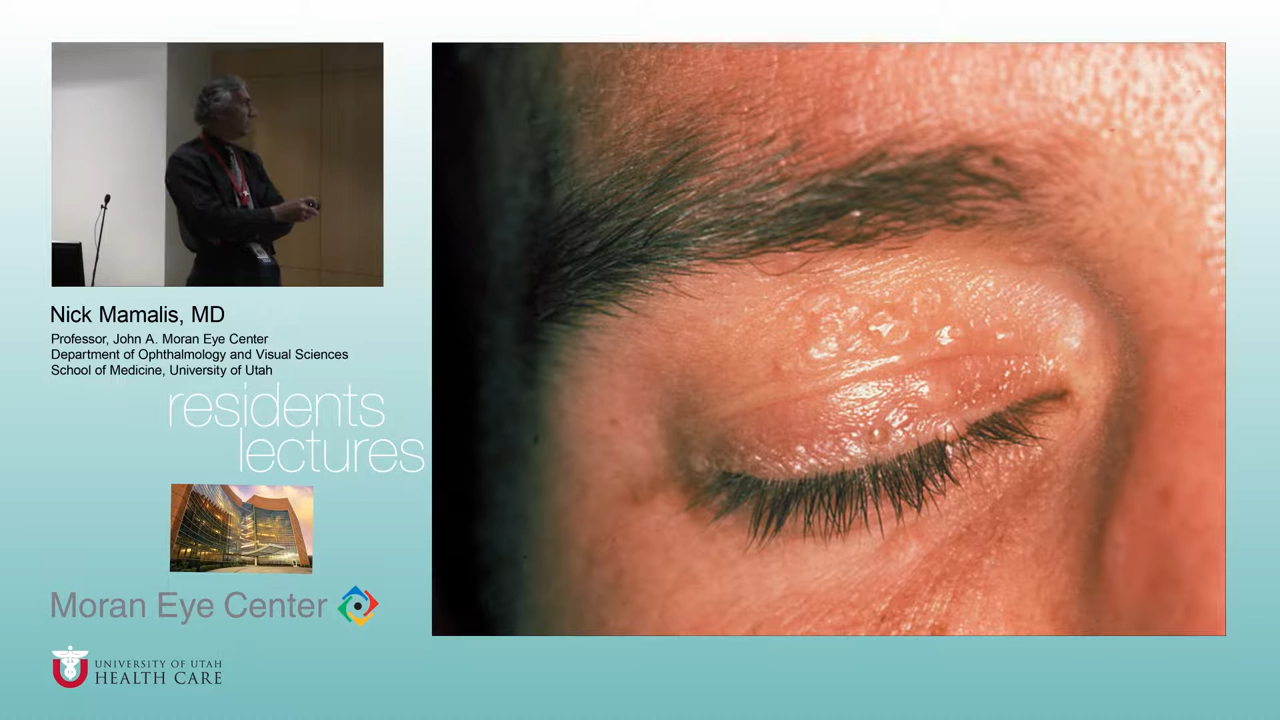 Nick Mamalis, MD
Professor, John A. Moran Eye Center
Department of Ophthalmology and Visual Sciences
School of Medicine, University of Utah
residents
lectures
Moran Eye Center
UNIVERSITY OF UTAH
HEALTH CARE